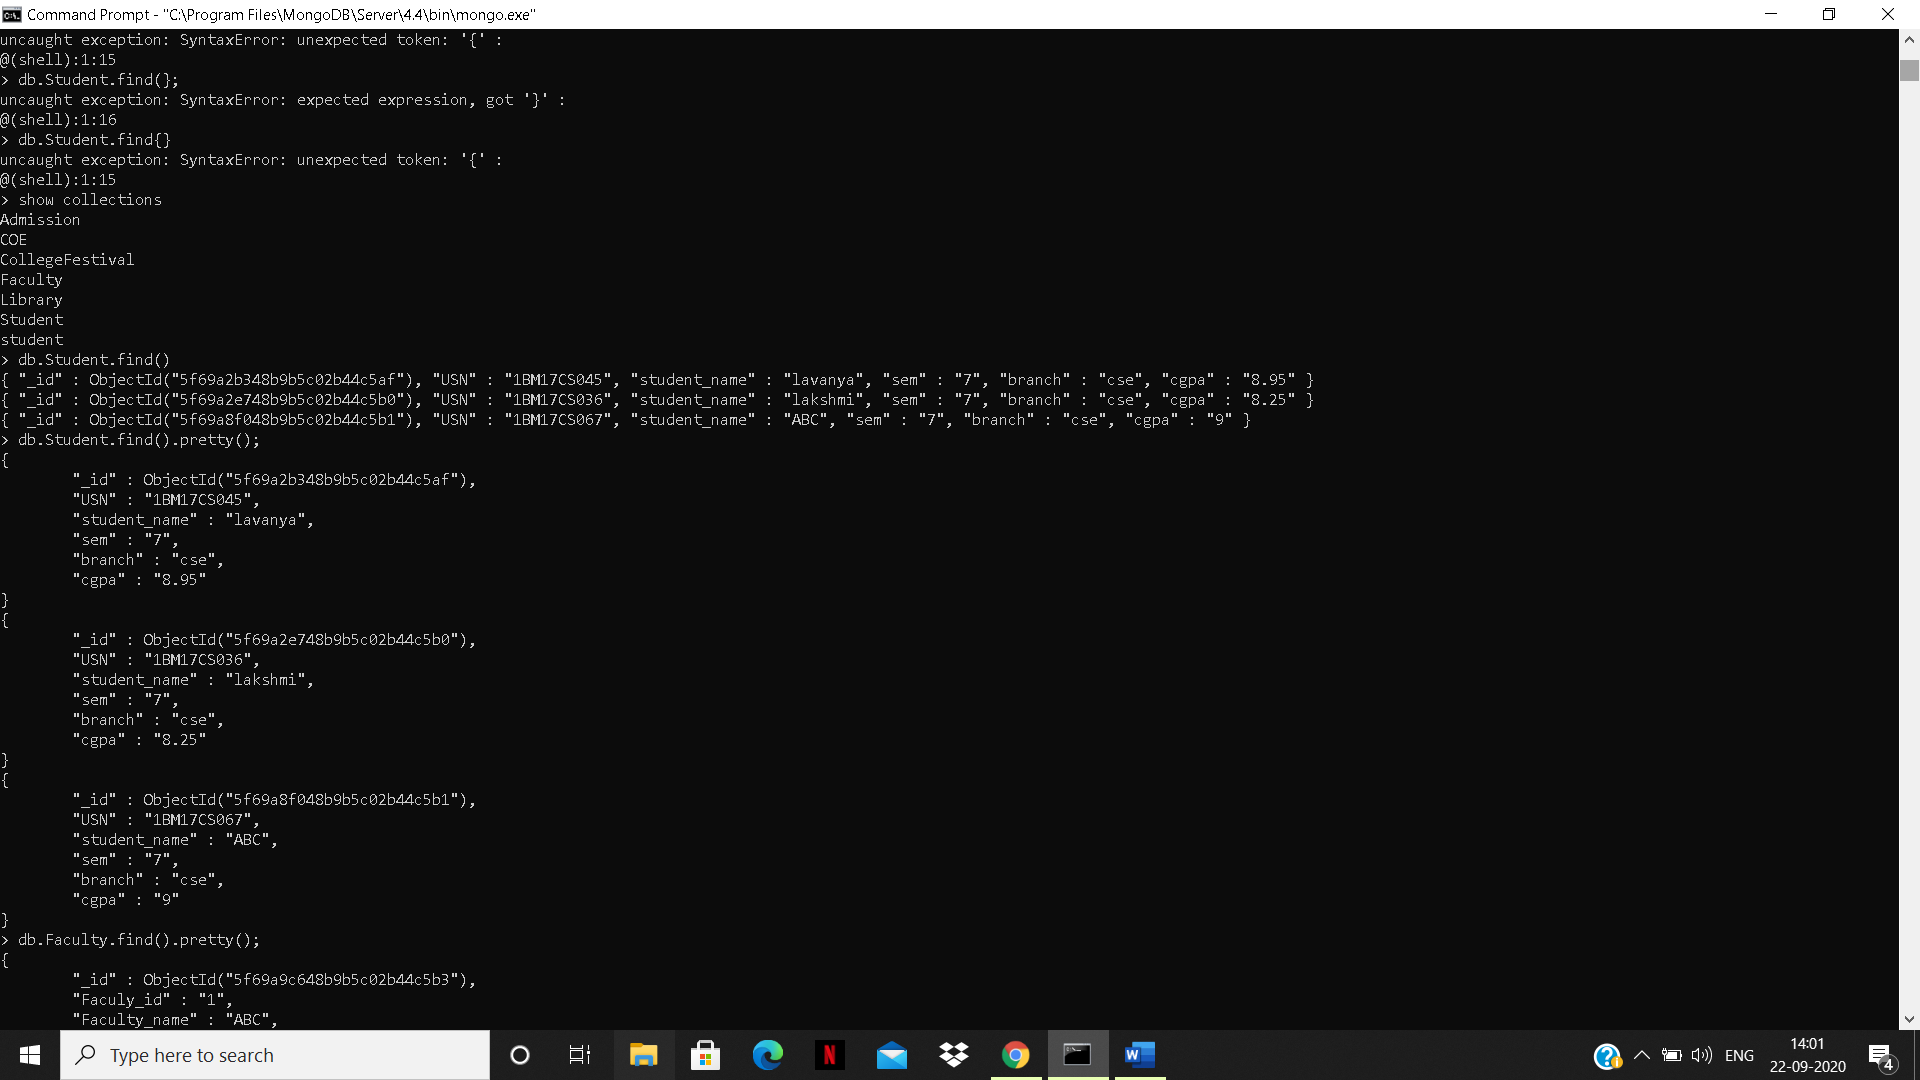 Command Prompt - "C:\Program Files\MongoDB\Server\4.4\bin\mongo.exe"
uncaught exception: SyntaxError: unexpected token: '{' :
@(shell):1:15
> db.Student.find(};
uncaught exception: SyntaxError: expected expression, got '}' :
@(shell):1:16
> db.Student.find{}
uncaught exception: SyntaxError: unexpected token: '{' :
@(shell):1:15
> show collections
Admission
COE
CollegeFestival
Faculty
Library
Student
student
> db.Student.find()
{ "_id" : ObjectId("5f69a2b348b9b5c02b44c5af"), "USN" : "1BM17CS045", "student_name" : "lavanya", "sem" : "7", "branch" : "cse", "cgpa" : "8.95" }
{ "_id" : ObjectId("5f69a2e748b9b5c02b44c5b0"), "USN" : "1BM17CS036", "student_name" : "lakshmi", "sem" : "7", "branch" : "cse", "cgpa" : "8.25" }
{ "_id" : ObjectId("5f69a8f048b9b5c02b44c5b1"), "USN" : "1BM17CS067", "student_name" : "ABC", "sem" : "7", "branch" : "cse", "cgpa" : "9" }
> db.Student.find().pretty();
{
        "_id" : ObjectId("5f69a2b348b9b5c02b44c5af"),
        "USN" : "1BM17CS045",
        "student_name" : "lavanya",
        "sem" : "7",
        "branch" : "cse",
        "cgpa" : "8.95"
}
{
        "_id" : ObjectId("5f69a2e748b9b5c02b44c5b0"),
        "USN" : "1BM17CS036",
        "student_name" : "lakshmi",
        "sem" : "7",
        "branch" : "cse",
        "cgpa" : "8.25"
}
{
        "_id" : ObjectId("5f69a8f048b9b5c02b44c5b1"),
        "USN" : "1BM17CS067",
        "student_name" : "ABC",
        "sem" : "7",
        "branch" : "cse",
        "cgpa" : "9"
}
> db.Faculty.find().pretty();
{
        "_id" : ObjectId("5f69a9c648b9b5c02b44c5b3"),
        "Faculy_id" : "1",
        "Faculty_name" : "ABC",
Type here to search
N
W
ENG
14:01
22-09-2020
4